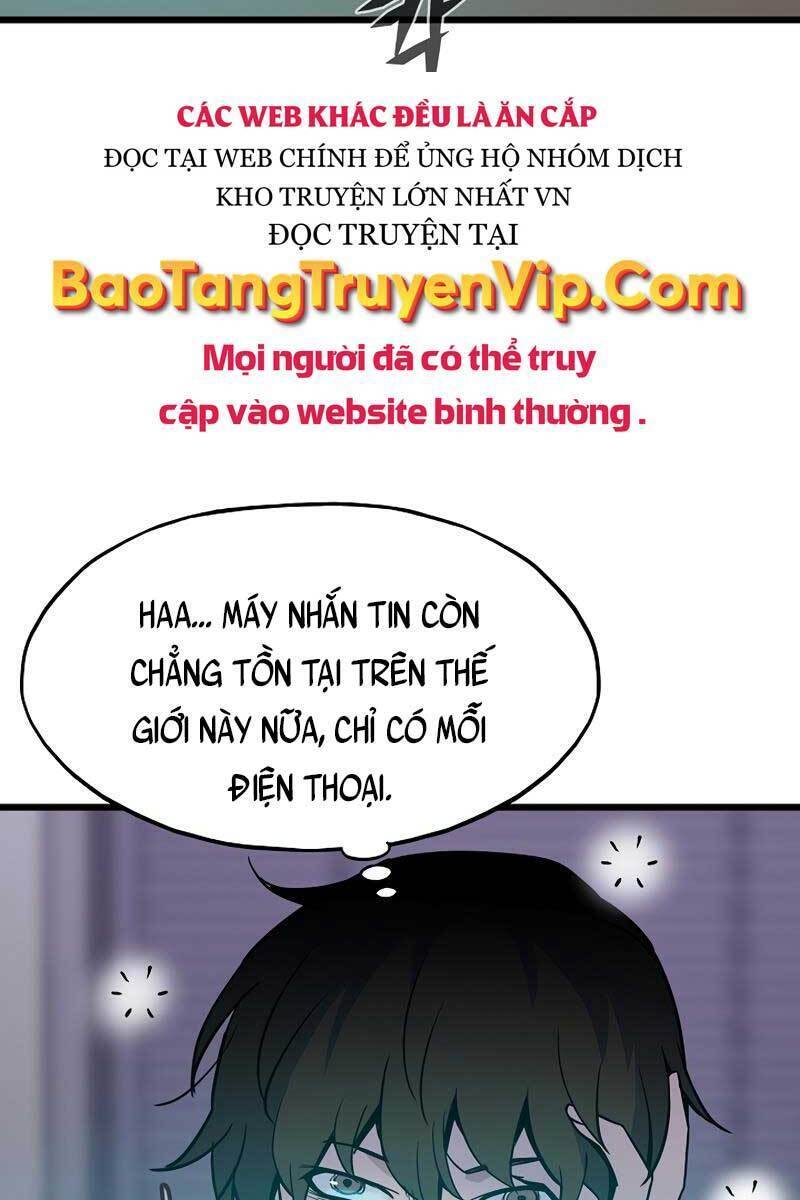 CÁC WEB KHÁC ĐỀU LÀ ĂN CẮP
ĐỌC TẠI WEB CHÍNH ĐỂ ỦNG HỘ NHÓM DỊCH
KHO TRUYỆN LỚN NHẤT VN
ĐỌC TRUYỆN TẠI
BaoTangTruyenVip.Com
Mọi người đã có thể truy
cập vào website bình thường.
HAA... MÁY NHẮN TIN CÒN
CHẲNG TỒN TẠI TRÊN THẾ
GIỚI NÀY NỮA, CHỈ CÓ MỖI
ĐIỆN THOẠI.